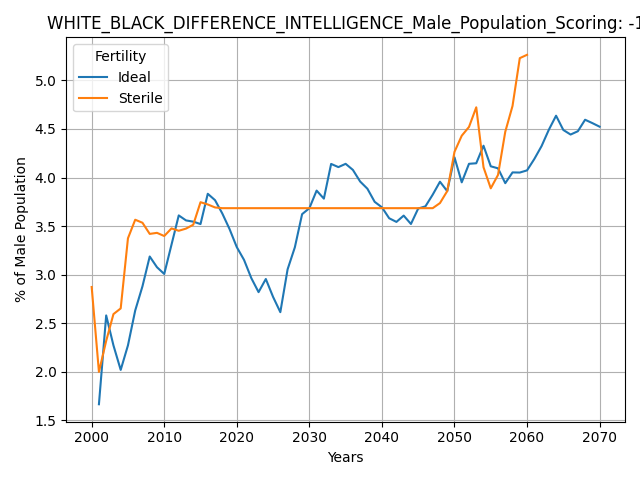 WHITE_BLACK_DIFFERENCE_INTELLIGENCE_Male_Population_Scoring: -1
Fertility
Ideal
Sterile
% of Male Population
5.0
4.5
4.0
3.5
3.0
2.5
2.0
1.5
2000 2010 2020 2030 2040 2050 2060 2070
Years